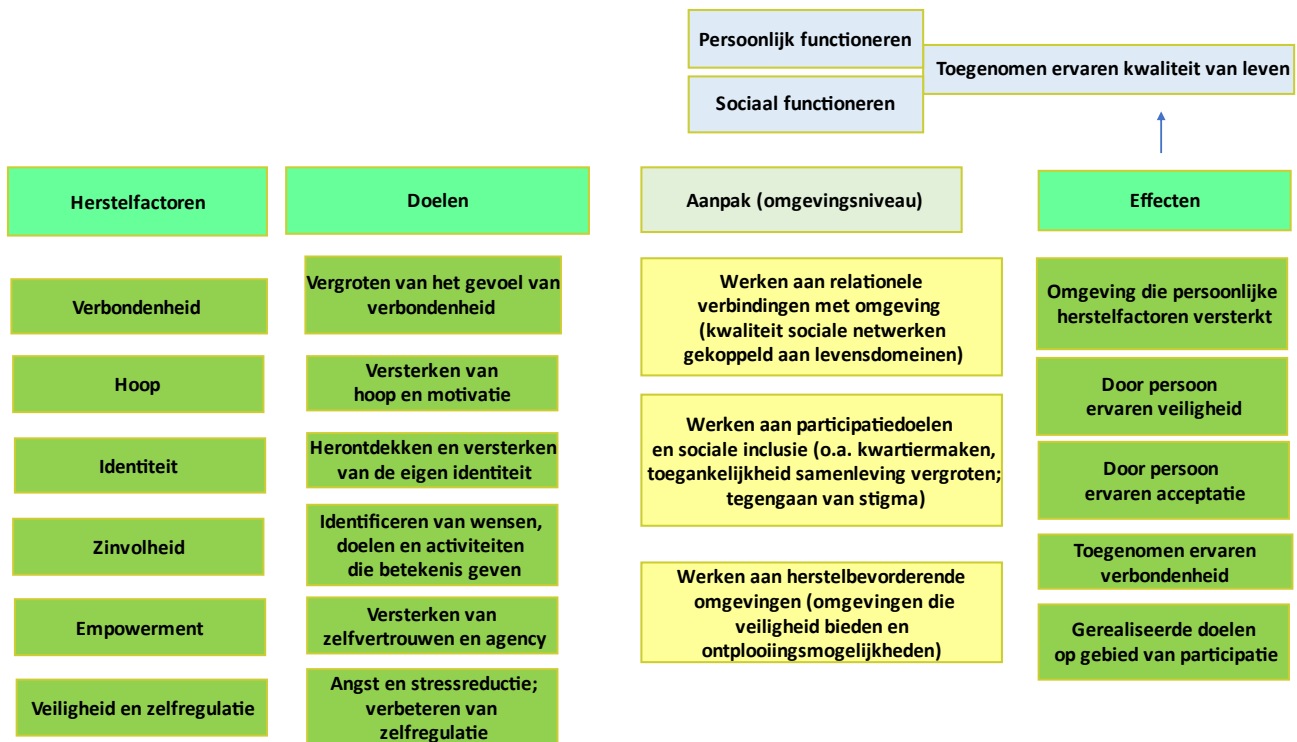 Persoonlijk functioneren
Toegenomen ervaren kwaliteit van leven
Sociaal functioneren
Herstelfactoren
Doelen
Aanpak (omgevingsniveau)
Effecten
Verbondenheid
Hoop
Identiteit
Zinvolheid
Empowerment
Veiligheid en zelfregulatie
Vergroten van het gevoel van
verbondenheid
Versterken van
hoop en motivatie
Herontdekken en versterken
van de eigen identiteit
Identificeren van wensen,
doelen en activiteiten
die betekenis geven
Versterken van
zelfvertrouwen en agency
Angst en stressreductie;
verbeteren van
zelfregulatie
Werken aan relationele
verbindingen met omgeving
(kwaliteit sociale netwerken
gekoppeld aan levensdomeinen)
Werken aan participatiedoelen
en sociale inclusie (o.a. kwartiermaken,
toegankelijkheid samenleving vergroten;
tegengaan van stigma)
Werken aan herstelbevorderende
omgevingen (omgevingen die
veiligheid bieden en
ontplooiingsmogelijkheden)
Omgeving die persoonlijke
herstelfactoren versterkt
Door persoon
ervaren veiligheid
Door persoon
ervaren acceptatie
Toegenomen ervaren
verbondenheid
Gerealiseerde doelen
op gebied van participatie